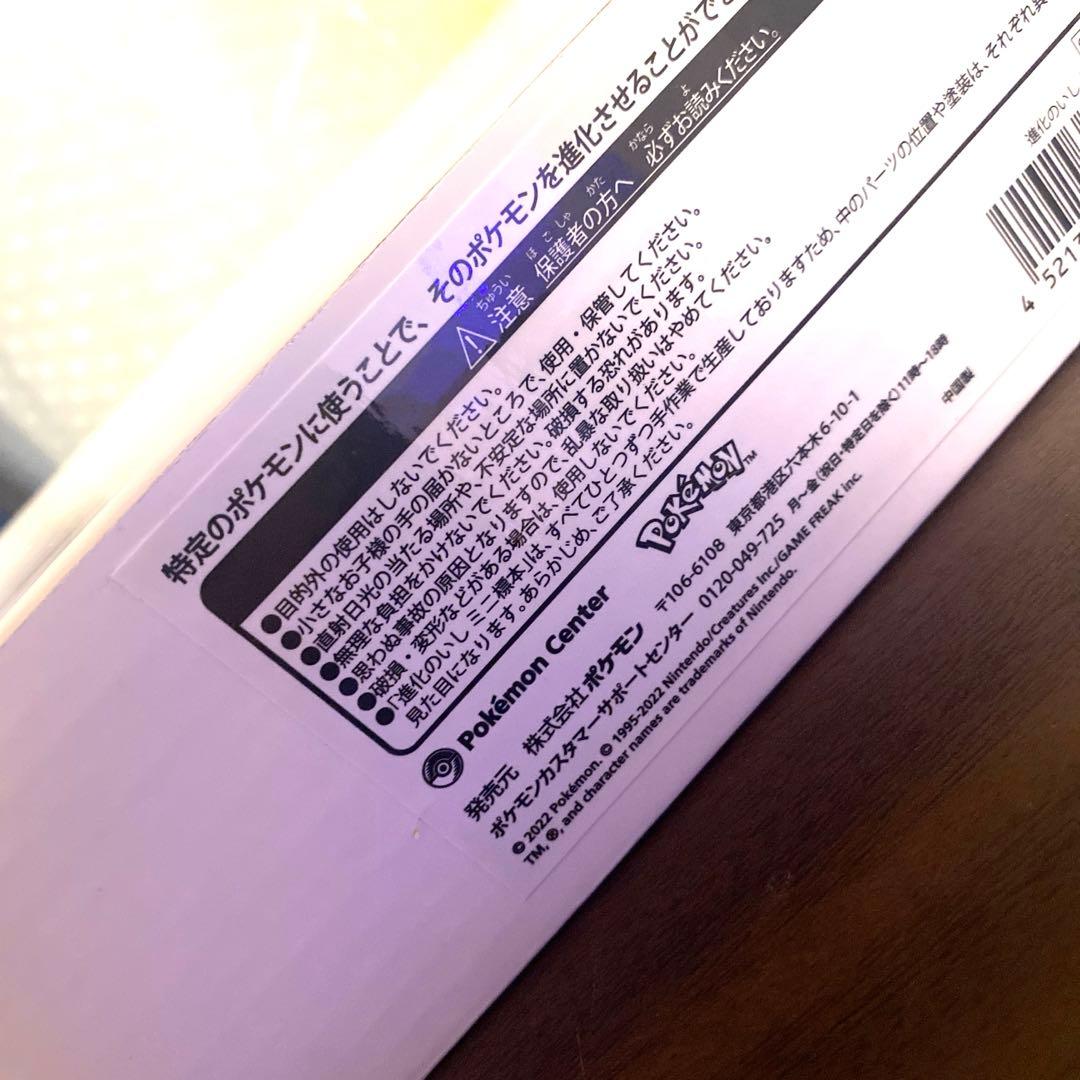 特定のポケモンに使うことで、そのポケモンを進化させることがで
ちゅうい ほごしゃ かた かなら よ
注意 保護者の方へ 必ずお読みください。
●目的外の使用はしないでください。
●小さなお子様の手の届かないところで、使用・保管してください。
●直射日光の当たる場所や、不安定な場所に置かないでください。
●無理な負担をかけないでください。破損する恐れがあります。
●思わぬ事故の原因となりますので、乱暴な取り扱いはやめてください。
●破損・変形などがある場合は、使用しないでください。
●「進化のいし ミニ標本」は、すべてひとつずつ手作業で生産しておりますため、中のパーツの位置や塗装は、それぞれ異
見た目になります。あらかじめ、ご了承ください。
Pokémon Center
POKéMON™
発売元 株式会社ポケモン 〒106-6108 東京都港区六本木6-10-1
ポケモンカスタマーサポートセンター 0120-049-725 月~金(祝日・特定日を除く)11時~18時
©2022 Pokémon. ©1995-2022 Nintendo/Creatures Inc./GAME FREAK inc.
TM, ®, and character names are trademarks of Nintendo.
中国製
進化のいし
4 521